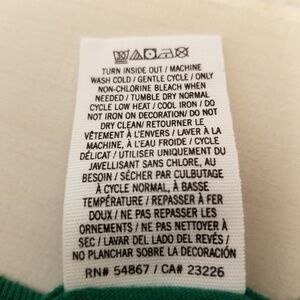 TURN INSIDE OUT / MACHINE
WASH COLD / GENTLE CYCLE / ONLY
NON-CHLORINE BLEACH WHEN
NEEDED / TUMBLE DRY NORMAL
CYCLE LOW HEAT / COOL IRON / DO
NOT IRON ON DECORATION / DO NOT
DRY CLEAN/ RETOURNER LE
VÊTEMENT À L'ENVERS / LAVER À LA
MACHINE, À L'EAU FROIDE / CYCLE
DÉLICAT / UTILISER UNIQUEMENT DU
JAVELLISANT SANS CHLORE, AU
BESOIN / SÉCHER PAR CULBUTAGE
À CYCLE NORMAL, À BASSE
TEMPÉRATURE / REPASSER À FER
DOUX / NE PAS REPASSER LES
ORNEMENTS / NE PAS NETTOYER À
SEC / LAVAR DEL LADO DEL REVÉS /
NO PLANCHAR SOBRE LA DECORACIÓN
RN# 54867 / CA# 23226